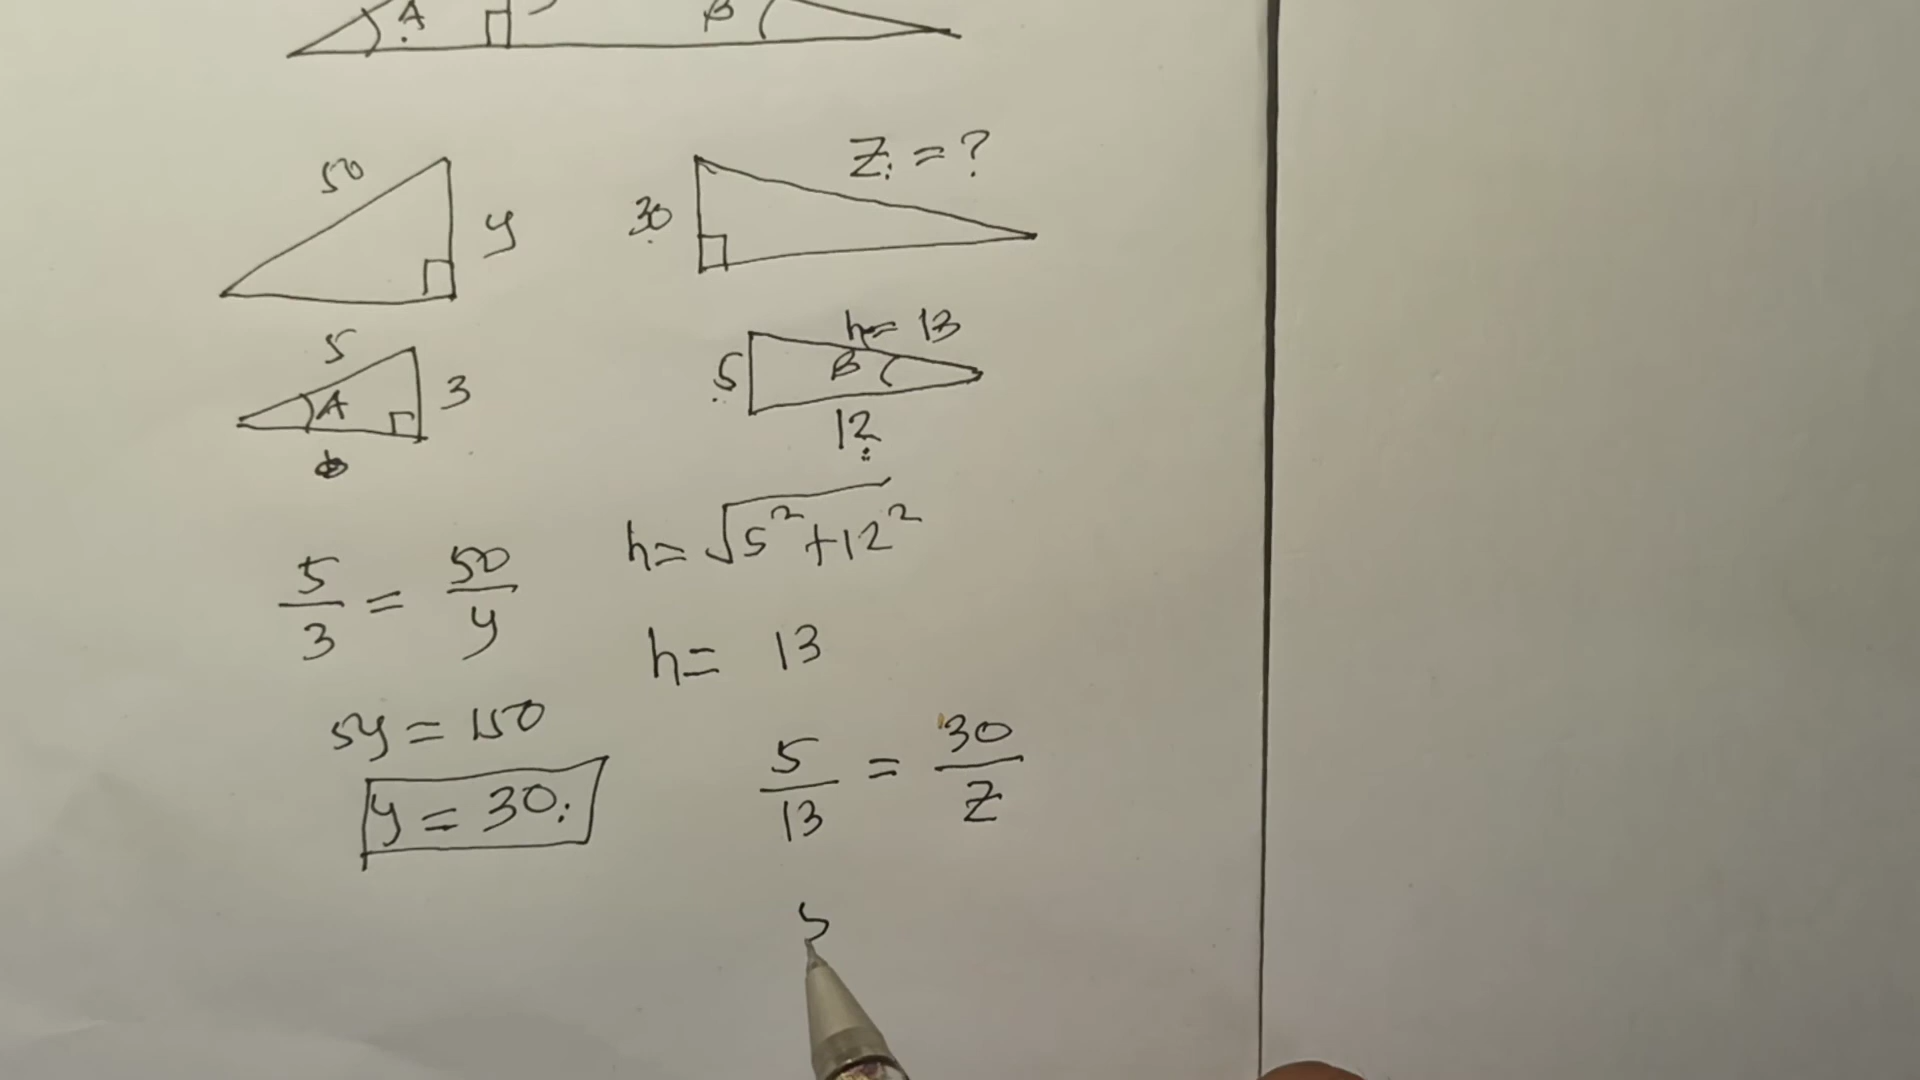 A B
50 y
30 Z = ?
5 A 3
5 h = 13 B 12
5/3 = 50/y
h = √5² + 12²
h = 13
5y = 150
y = 30
5/13 = 30/Z
5